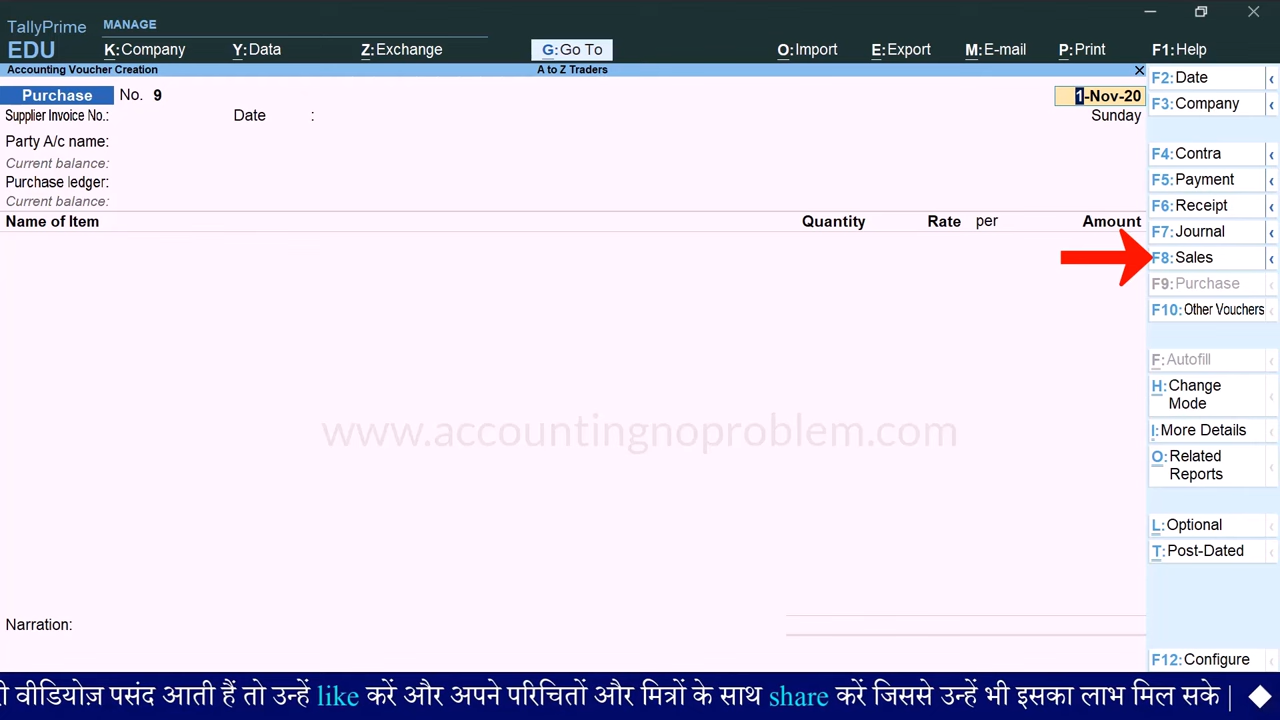 TallyPrime
EDU
MANAGE
K:Company Y:Data Z:Exchange G:Go To O:Import E:Export M:E-mail P:Print F1:Help
Accounting Voucher Creation A to Z Traders
Purchase No. 9 1-Nov-20
Supplier Invoice No.: Date : Sunday
Party A/c name:
Current balance:
Purchase ledger:
Current balance:
Name of Item Quantity Rate per Amount
www.accountingnoproblem.com
Narration:
F2:Date
F3:Company
F4:Contra
F5:Payment
F6:Receipt
F7:Journal
F8:Sales
F9:Purchase
F10:Other Vouchers
F:Autofill
H:Change
Mode
I:More Details
O:Related
Reports
L:Optional
T:Post-Dated
F12:Configure
वीडियोज़ पसंद आती हैं तो उन्हें like करें और अपने परिचितों और मित्रों के साथ share करें जिससे उन्हें भी इसका लाभ मिल सके |